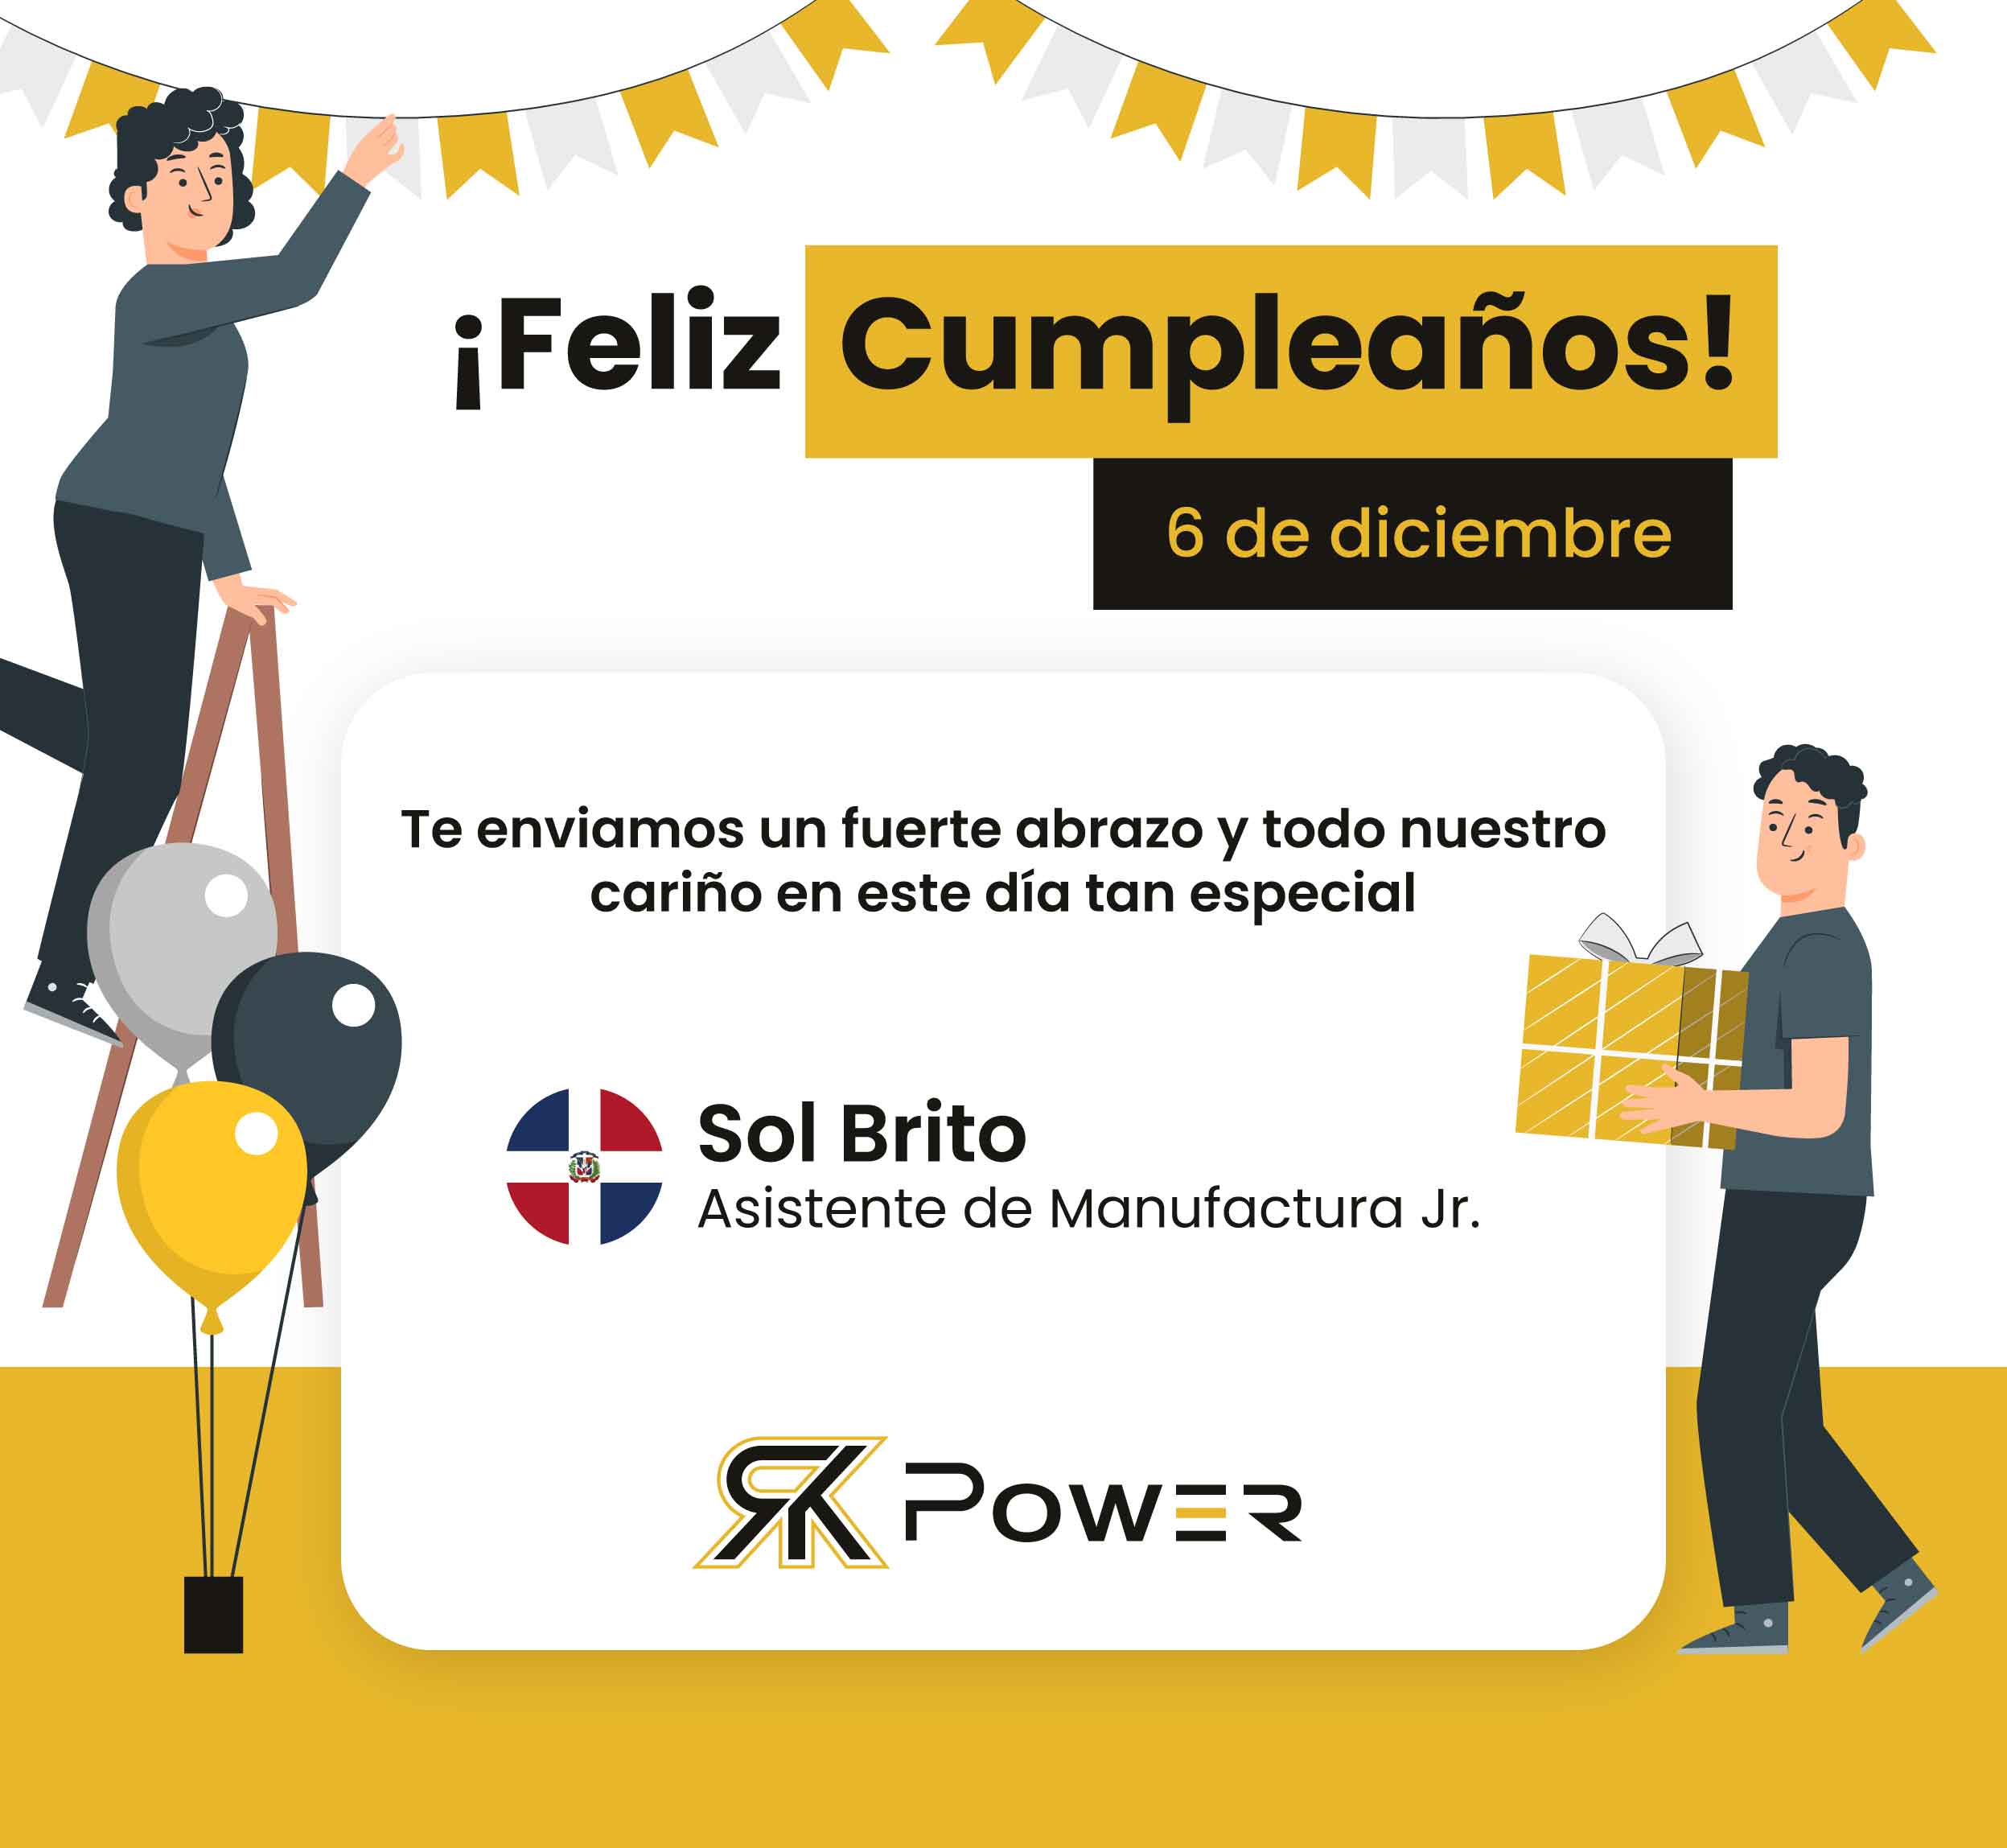 ¡Feliz Cumpleaños!
6 de diciembre
Te enviamos un fuerte abrazo y todo nuestro
cariño en este día tan especial
Sol Brito
Asistente de Manufactura Jr.
RK Power